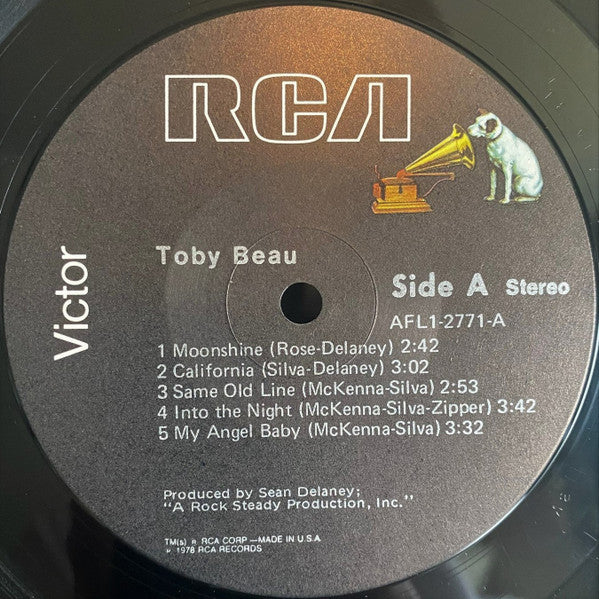 RCA
Victor
Toby Beau
Side A Stereo
AFL1-2771-A
1 Moonshine (Rose-Delaney) 2:42
2 California (Silva-Delaney) 3:02
3 Same Old Line (McKenna-Silva) 2:53
4 Into the Night (McKenna-Silva-Zipper) 3:42
5 My Angel Baby (McKenna-Silva) 3:32
Produced by Sean Delaney;
"A Rock Steady Production, Inc."
TM(s) ® RCA CORP —MADE IN U.S.A
℗ 1978 RCA RECORDS